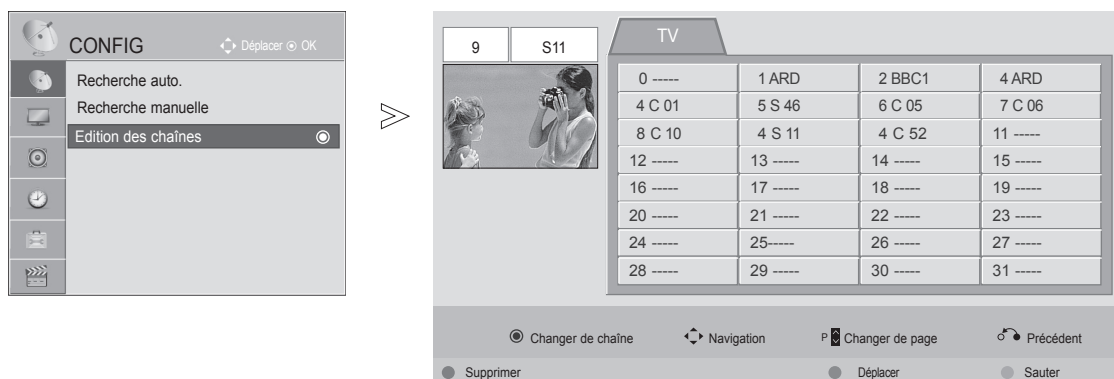 CONFIG
Déplacer OK
Recherche auto.
Recherche manuelle
Edition des chaînes
9 S11
TV
0 ----- 1 ARD 2 BBC1 4 ARD
4 C 01 5 S 46 6 C 05 7 C 06
8 C 10 4 S 11 4 C 52 11 -----
12 ----- 13 ----- 14 ----- 15 -----
16 ----- 17 ----- 18 ----- 19 -----
20 ----- 21 ----- 22 ----- 23 -----
24 ----- 25----- 26 ----- 27 -----
28 ----- 29 ----- 30 ----- 31 -----
Changer de chaîne Navigation P Changer de page Précédent
Supprimer Déplacer Sauter